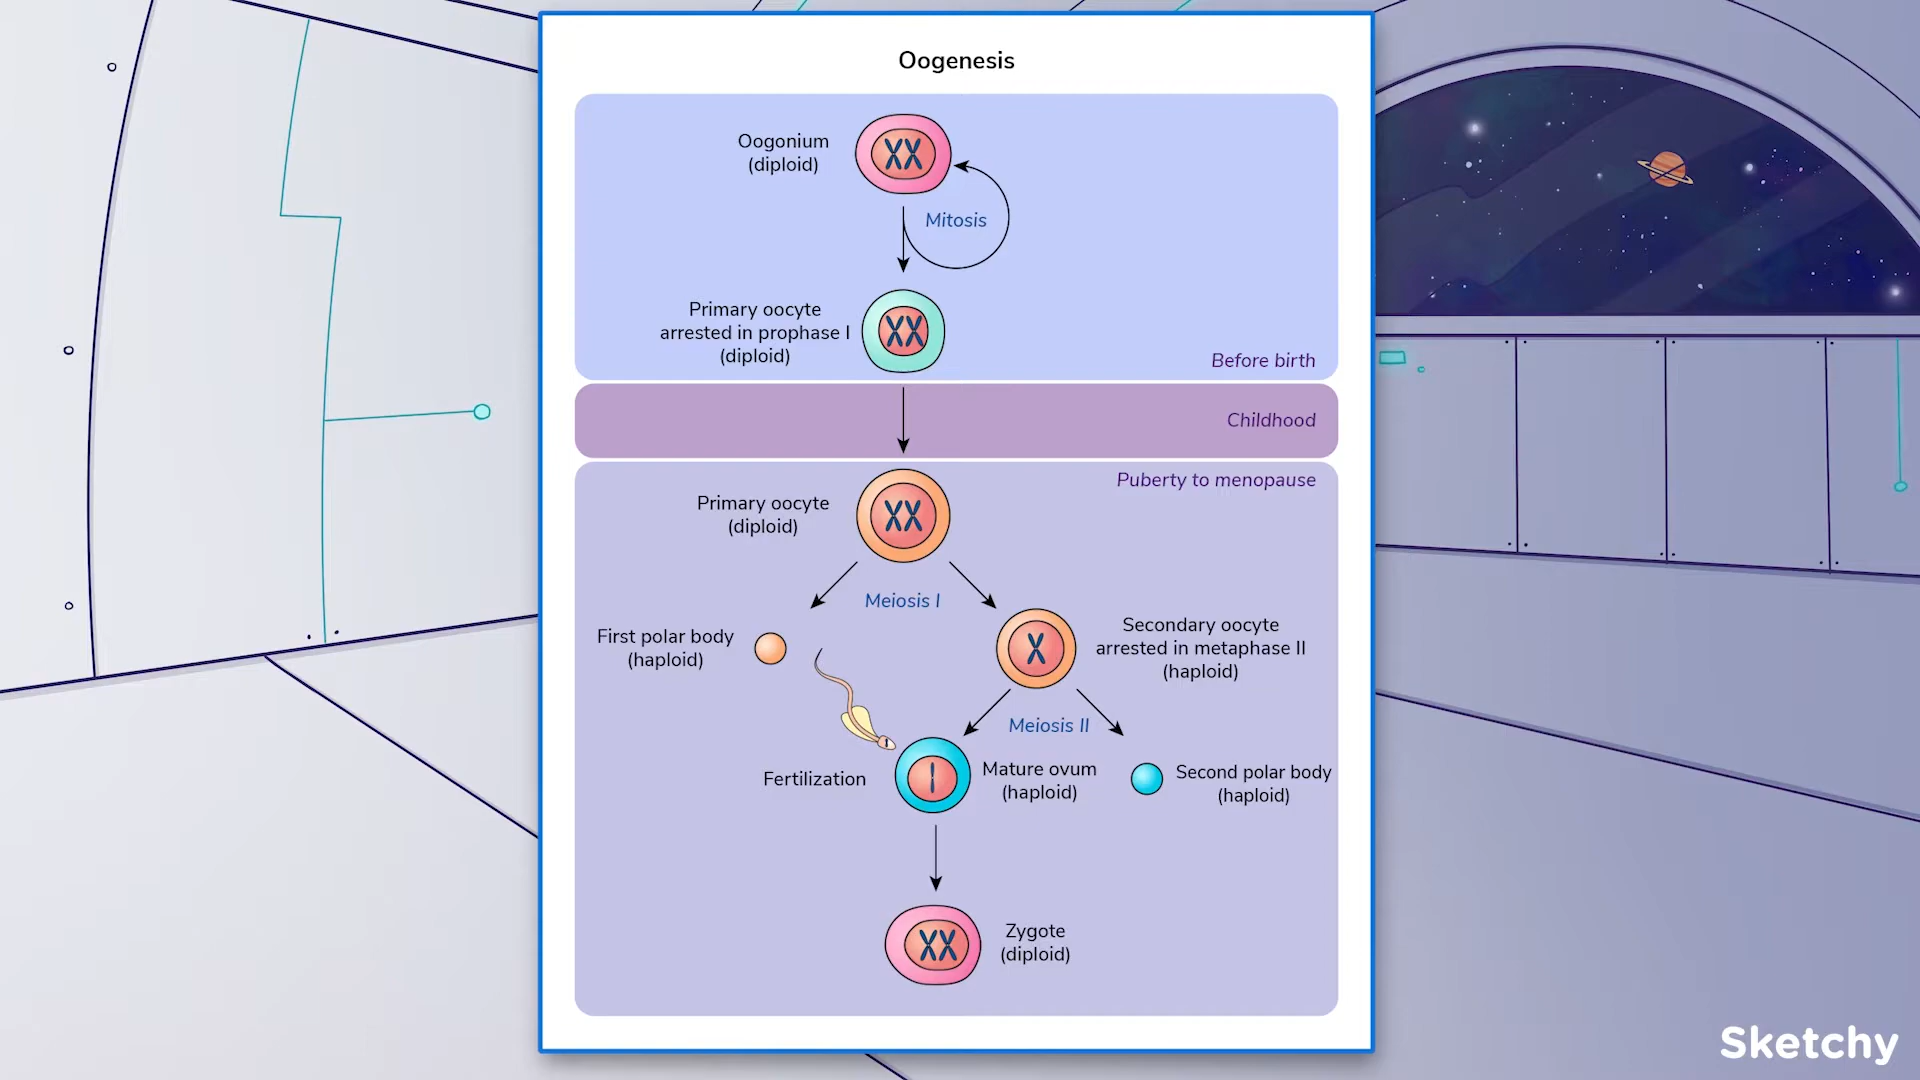 Oogenesis
Oogonium
(diploid)
Mitosis
Primary oocyte
arrested in prophase I
(diploid)
Before birth
Childhood
Puberty to menopause
Primary oocyte
(diploid)
Meiosis I
First polar body
(haploid)
Secondary oocyte
arrested in metaphase II
(haploid)
Meiosis II
Fertilization
Mature ovum
(haploid)
Second polar body
(haploid)
Zygote
(diploid)
Sketchy